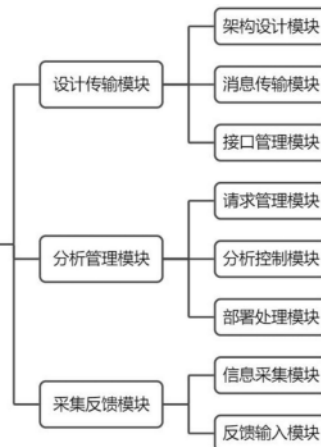 架构设计模块
设计传输模块
消息传输模块
接口管理模块
请求管理模块
分析管理模块
分析控制模块
部署处理模块
信息采集模块
采集反馈模块
反馈输入模块